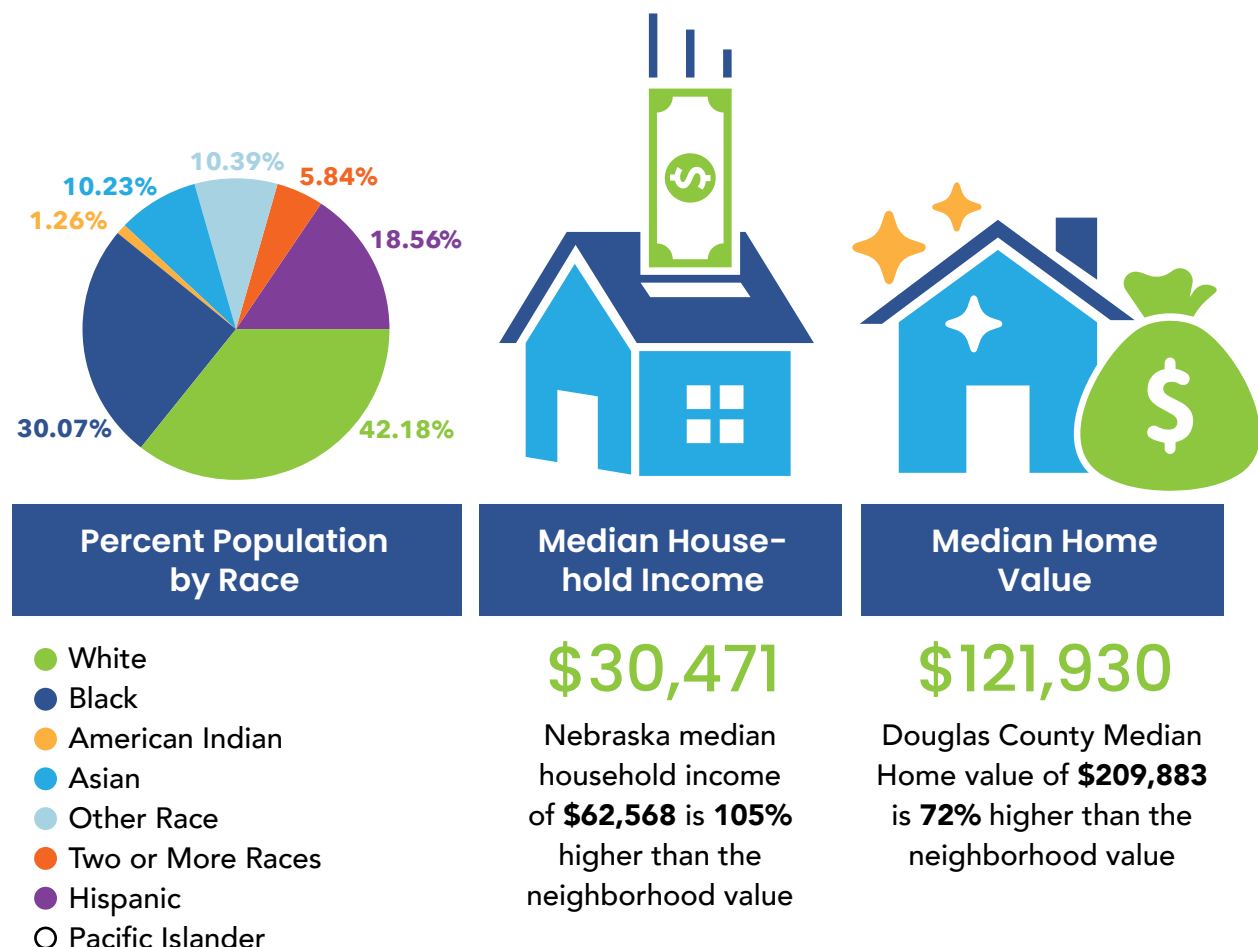 10.39%
5.84%
10.23%
1.26%
18.56%
30.07%
42.18%
$
$
Percent Population
by Race
White
Black
American Indian
Asian
Other Race
Two or More Races
Hispanic
Pacific Islander
Median House-
hold Income
$30,471
Nebraska median
household income
of $62,568 is 105%
higher than the
neighborhood value
Median Home
Value
$121,930
Douglas County Median
Home value of $209,883
is 72% higher than the
neighborhood value